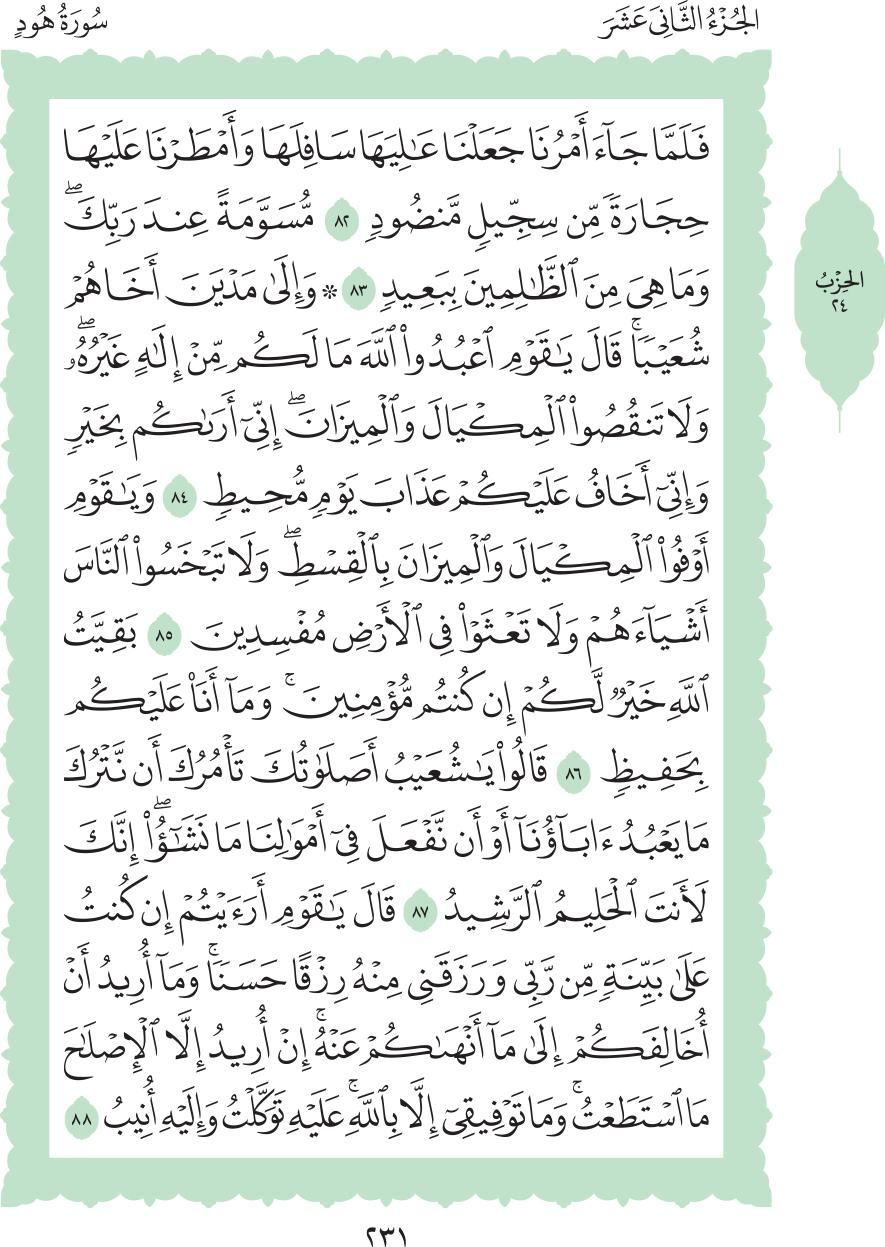 الجُزْءُ الثَّانِيَ عَشَرَ
سُورَةُ هُودٍ
فَلَمَّا جَآءَ أَمْرُنَا جَعَلْنَا عَٰلِيَهَا سَافِلَهَا وَأَمْطَرْنَا عَلَيْهَا
حِجَارَةٗ مِّن سِجِّيلٖ مَّنضُودٖ ٨٢ مُّسَوَّمَةً عِندَ رَبِّكَۖ
وَمَا هِيَ مِنَ ٱلظَّٰلِمِينَ بِبَعِيدٖ ٨٣ ۞ وَإِلَىٰ مَدْيَنَ أَخَاهُمْ
شُعَيْبٗاۚ قَالَ يَٰقَوْمِ ٱعْبُدُواْ ٱللَّهَ مَا لَكُم مِّنْ إِلَٰهٍ غَيْرُهُۥۖ
وَلَا تَنقُصُواْ ٱلْمِكْيَالَ وَٱلْمِيزَانَۖ إِنِّيٓ أَرَىٰكُم بِخَيْرٖ
وَإِنِّيٓ أَخَافُ عَلَيْكُمْ عَذَابَ يَوْمٖ مُّحِيطٖ ٨٤ وَيَٰقَوْمِ
أَوْفُواْ ٱلْمِكْيَالَ وَٱلْمِيزَانَ بِٱلْقِسْطِۖ وَلَا تَبْخَسُواْ ٱلنَّاسَ
أَشْيَآءَهُمْ وَلَا تَعْثَوْاْ فِي ٱلْأَرْضِ مُفْسِدِينَ ٨٥ بَقِيَّتُ
ٱللَّهِ خَيْرٞ لَّكُمْ إِن كُنتُم مُّؤْمِنِينَۚ وَمَآ أَنَا۠ عَلَيْكُم
بِحَفِيظٖ ٨٦ قَالُواْ يَٰشُعَيْبُ أَصَلَوٰتُكَ تَأْمُرُكَ أَن نَّتْرُكَ
مَا يَعْبُدُ ءَابَآؤُنَآ أَوْ أَن نَّفْعَلَ فِيٓ أَمْوَٰلِنَا مَا نَشَٰٓؤُاْۖ إِنَّكَ
لَأَنتَ ٱلْحَلِيمُ ٱلرَّشِيدُ ٨٧ قَالَ يَٰقَوْمِ أَرَءَيْتُمْ إِن كُنتُ
عَلَىٰ بَيِّنَةٖ مِّن رَّبِّي وَرَزَقَنِي مِنْهُ رِزْقًا حَسَنٗاۚ وَمَآ أُرِيدُ أَنْ
أُخَالِفَكُمْ إِلَىٰ مَآ أَنْهَىٰكُمْ عَنْهُۚ إِنْ أُرِيدُ إِلَّا ٱلْإِصْلَٰحَ
مَا ٱسْتَطَعْتُۚ وَمَا تَوْفِيقِيٓ إِلَّا بِٱللَّهِۚ عَلَيْهِ تَوَكَّلْتُ وَإِلَيْهِ أُنِيبُ ٨٨
الحِزْبُ
٢٤
٢٣١